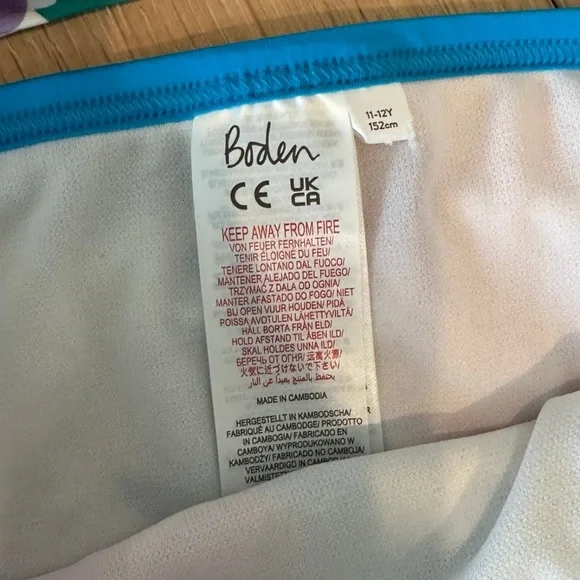 11-12Y
152cm
Boden
CE UK
CA
KEEP AWAY FROM FIRE
VON FEUER FERNHALTEN/
TENIR ÉLOIGNÉ DU FEU/
TENERE LONTANO DAL FUOCO/
MANTENER ALEJADO DEL FUEGO/
TRZYMAĆ Z DALA OD OGNIA/
MANTER AFASTADO DO FOGO/ NIET
BIJ OPEN VUUR HOUDEN/ PIDÄ
POISSA AVOTULEN LÄHETTYVILTÄ/
HÅLL BORTA FRÅN ELD/
HOLD AFSTAND TIL ÅBEN ILD/
SKAL HOLDES UNNA ILD/
БЕРЕЧЬ ОТ ОГНЯ/ 远离火源/
火気に近づけないで下さい/
يحتفظ بالمنتج بعيداً عن النار
MADE IN CAMBODIA
HERGESTELLT IN KAMBODSCHA/
FABRIQUÉ AU CAMBODGE/ PRODOTTO
IN CAMBOGIA/ FABRICADO EN
CAMBOYA/ WYPRODUKOWANO W
KAMBODŻY/ FABRICADO NO CAMBOJA/
VERVAARDIGD IN CAMBODJA/